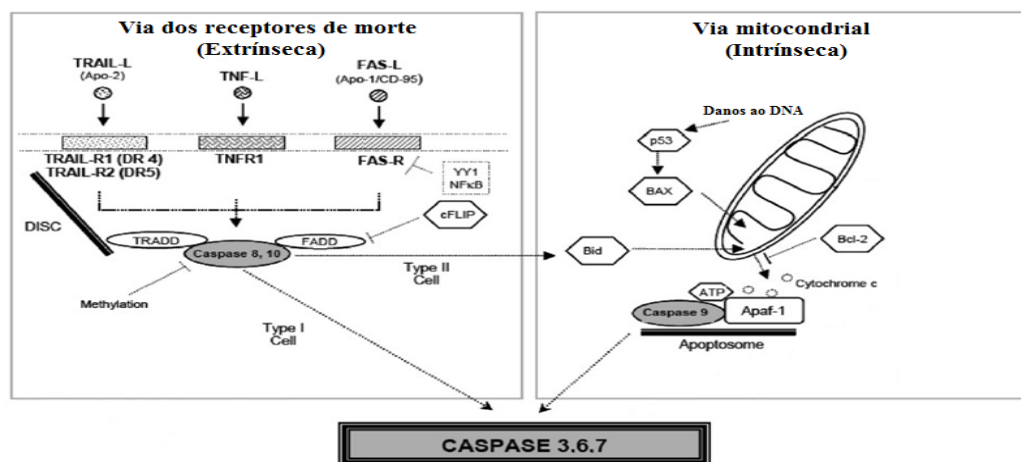 Via dos receptores de morte
(Extrínseca)
TRAIL-L
(Apo-2)
TNF-L
FAS-L
(Apo-1/CD-95)
TRAIL-R1 (DR 4)
TRAIL-R2 (DR5)
TNFR1
FAS-R
YY1
NFκB
cFLIP
DISC
TRADD
FADD
Caspase 8, 10
Methylation
Type II
Cell
Type I
Cell
Via mitocondrial
(Intrínseca)
Danos ao DNA
p53
BAX
Bid
Bcl-2
Cytochrome c
ATP
Caspase 9
Apaf-1
Apoptosome
CASPASE 3.6.7